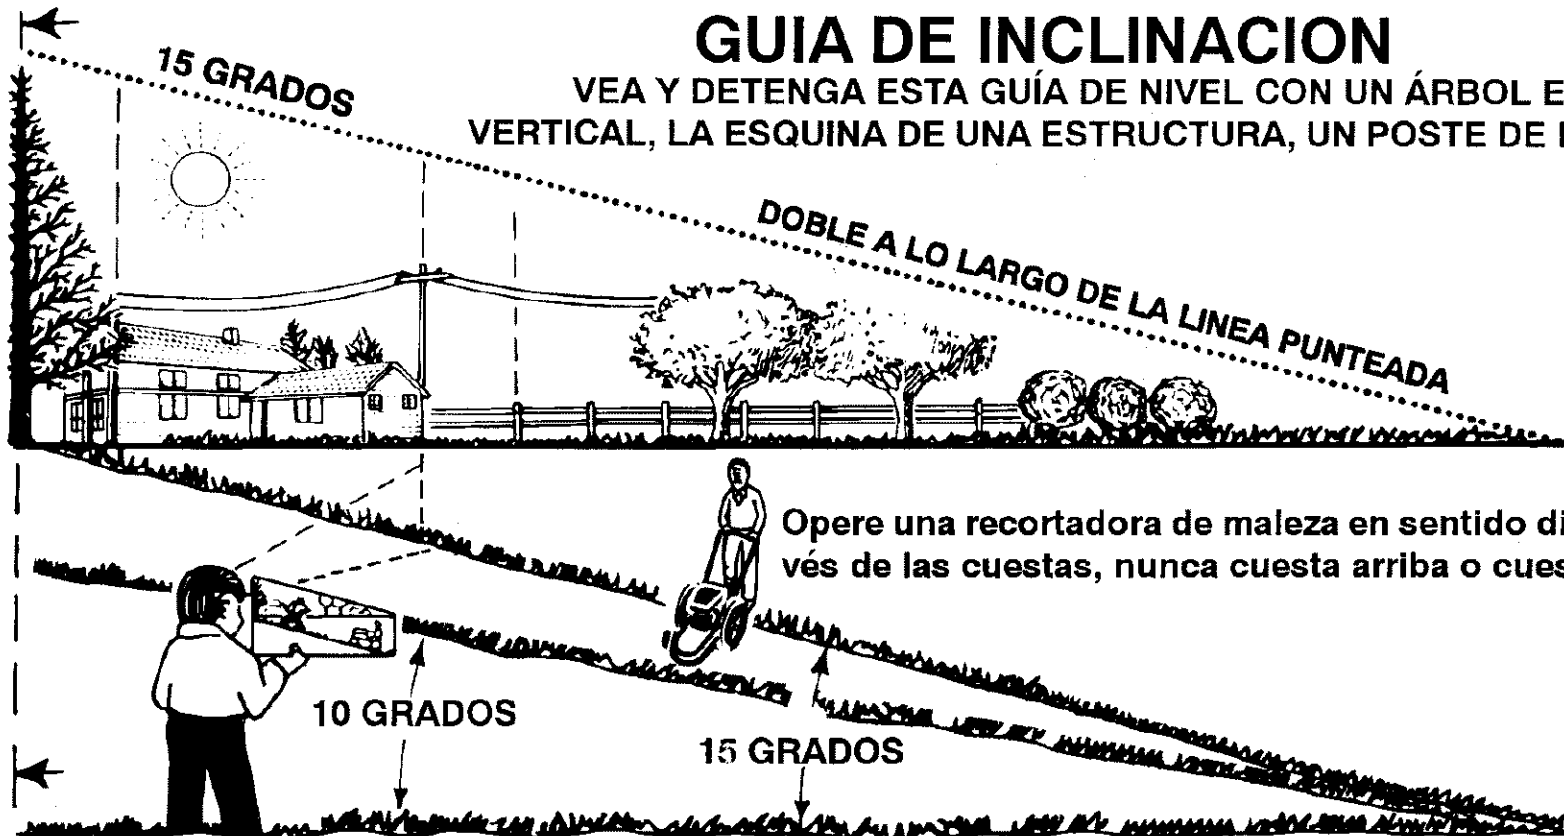 GUIA DE INCLINACION
15 GRADOS
VEA Y DETENGA ESTA GUÍA DE NIVEL CON UN ÁRBOL E
VERTICAL, LA ESQUINA DE UNA ESTRUCTURA, UN POSTE DE
DOBLE A LO LARGO DE LA LINEA PUNTEADA
Opere una recortadora de maleza en sentido di
vés de las cuestas, nunca cuesta arriba o cues
10 GRADOS
15 GRADOS